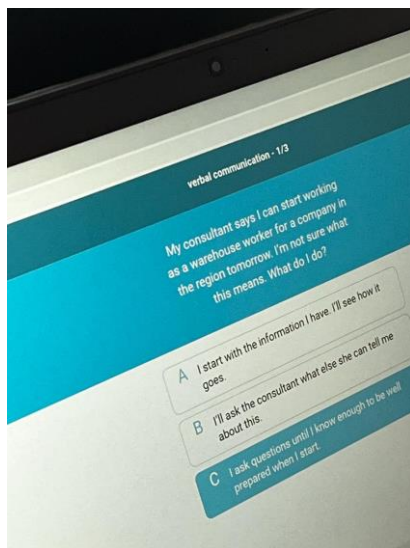 verbal communication - 1/3
My consultant says I can start working
as a warehouse worker for a company in
the region tomorrow. I'm not sure what
this means. What do I do?
A I start with the information I have. I'll see how it
goes.
B I'll ask the consultant what else she can tell me
about this.
C I ask questions until I know enough to be well
prepared when I start.